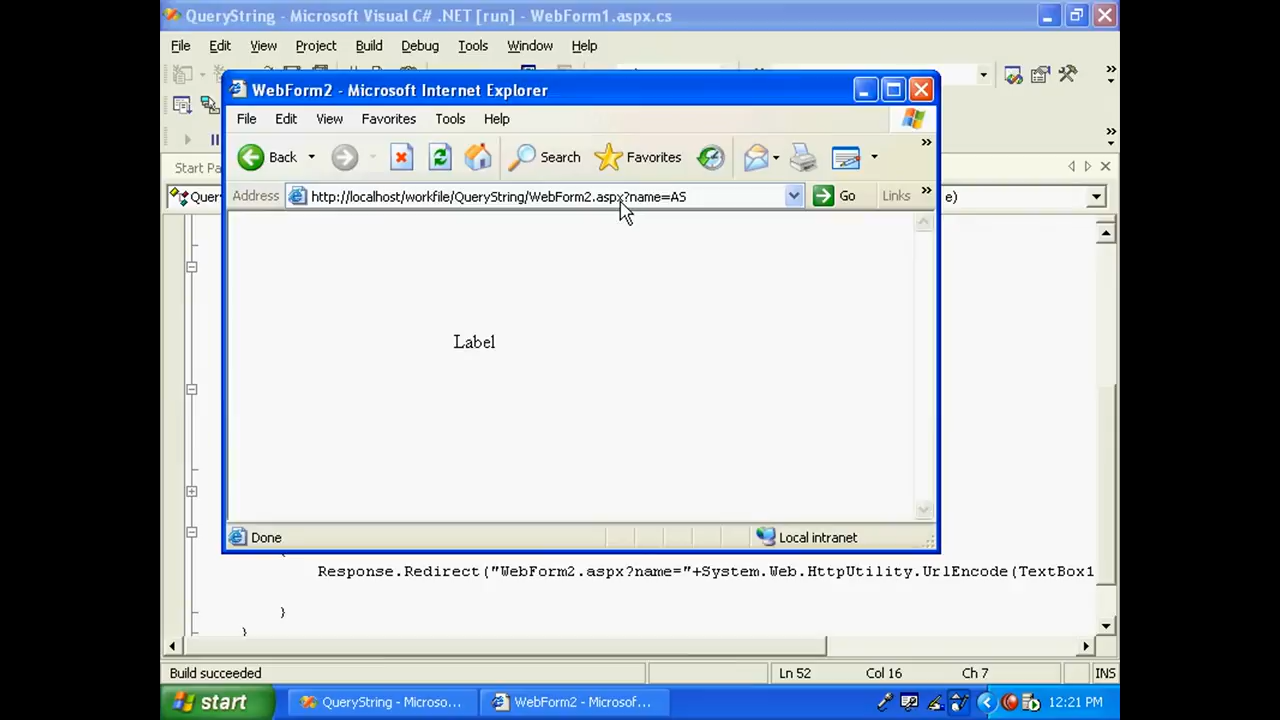 QueryString - Microsoft Visual C# .NET [run] - WebForm1.aspx.cs
File Edit View Project Build Debug Tools Window Help
WebForm2 - Microsoft Internet Explorer
File Edit View Favorites Tools Help
Back Search Favorites
Start Pa
Address http://localhost/workfile/QueryString/WebForm2.aspx?name=AS Go Links
Query e)
Label
Done Local intranet
Response.Redirect("WebForm2.aspx?name="+System.Web.HttpUtility.UrlEncode(TextBox1
}
}
Build succeeded Ln 52 Col 16 Ch 7 INS
start QueryString - Microso... WebForm2 - Microsof... 12:21 PM